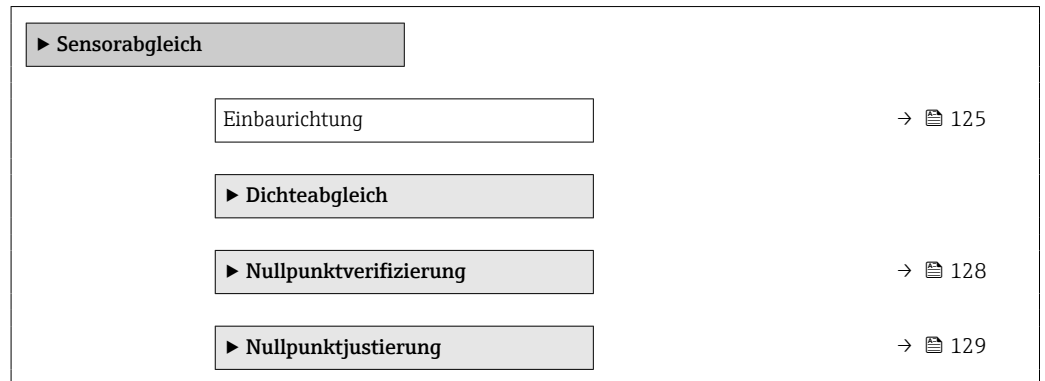 ▶ Sensorabgleich
Einbaurichtung → 125
▶ Dichteabgleich
▶ Nullpunktverifizierung → 128
▶ Nullpunktjustierung → 129